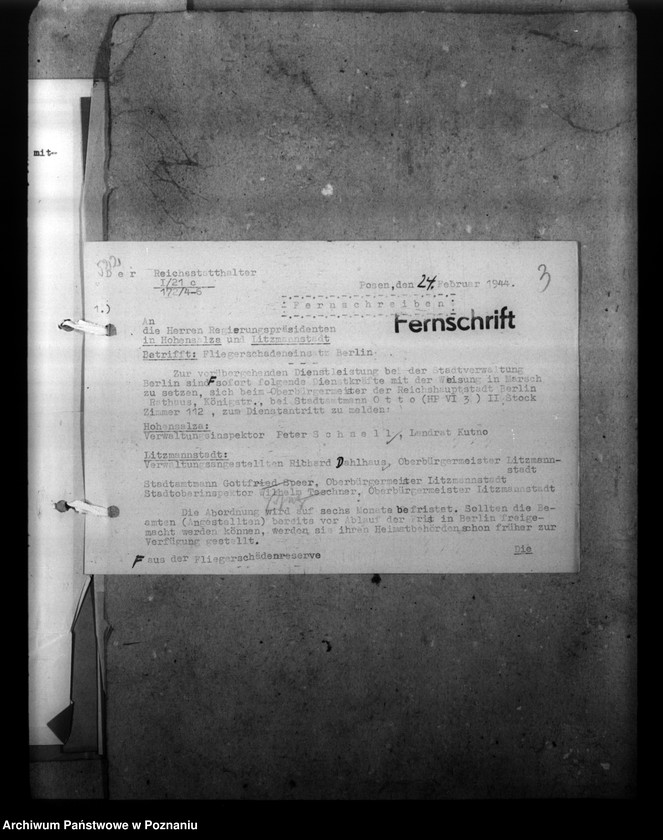 mit-
Der Reichsstatthalter
I/21 c
172/4-5
Posen, den 24. Februar 1944.
3
1.)
Fernschreiben!
Fernschrift
An
die Herren Regierungspräsidenten
in Hohensalza und Litzmannstadt
Betrifft: Fliegerschadeneinsatz Berlin.
Zur vorübergehenden Dienstleistung bei der Stadtverwaltung
Berlin sind F sofort folgende Dienstkräfte mit der Weisung in Marsch
zu setzen, sich beim Oberbürgermeister der Reichshauptstadt Berlin
Rathaus, Königstr., bei Stadtamtmann Otto (HP VI 3) II Stock
Zimmer 112, zum Dienstantritt zu melden:
Hohensalza:
Verwaltungsinspektor Peter Schnell, Landrat Kutno
Litzmannstadt:
Verwaltungsangestellten Hibbard Dahlhaus, Oberbürgermeister Litzmann-
stadt
Stadtamtmann Gottfried Speer, Oberbürgermeister Litzmannstadt
Stadtoberinspektor Wilhelm Taschner, Oberbürgermeister Litzmannstadt
Die Abordnung wird auf sechs Monate befristet. Sollten die Be-
amten (Angestellten) bereits vor Ablauf der Frist in Berlin freige-
macht werden können, werden sie ihren Heimatbehörden schon früher zur
Verfügung gestellt.
Die
F aus der Fliegerschädenreserve
Archiwum Państwowe w Poznaniu